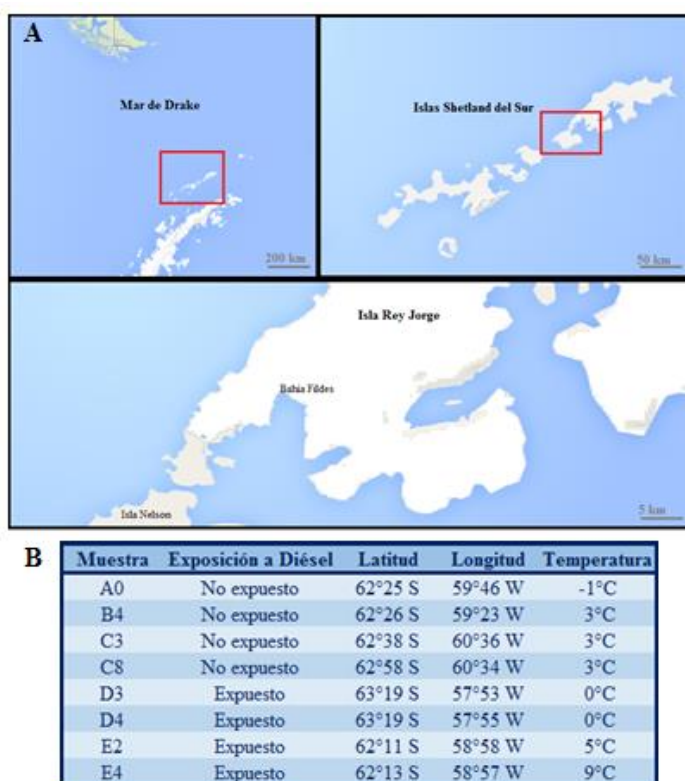 A
Mar de Drake
200 km
Islas Shetland del Sur
50 km
Isla Rey Jorge
Bahía Fildes
Isla Nelson
5 km
B
Muestra Exposición a Diésel Latitud Longitud Temperatura
A0 No expuesto 62°25 S 59°46 W -1°C
B4 No expuesto 62°26 S 59°23 W 3°C
C3 No expuesto 62°38 S 60°36 W 3°C
C8 No expuesto 62°58 S 60°34 W 3°C
D3 Expuesto 63°19 S 57°53 W 0°C
D4 Expuesto 63°19 S 57°55 W 0°C
E2 Expuesto 62°11 S 58°58 W 5°C
E4 Expuesto 62°13 S 58°57 W 9°C